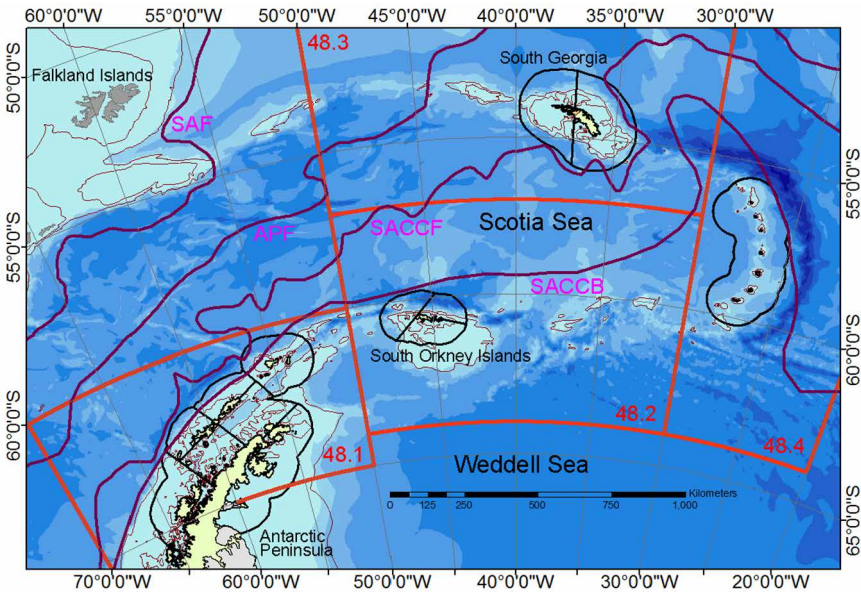 60°0'0"W 55°0'0"W 50°0'0"W 45°0'0"W 40°0'0"W 35°0'0"W 30°0'0"W
48.3
South Georgia
50°0'0"S
Falkland Islands
SAF
55°0'0"S
Scotia Sea
APF
SACCF
55°0'0"S
SACCB
60°0'0"S
South Orkney Islands
60°0'0"S
48.2
48.4
48.1
Weddell Sea
Kilometers
0 125 250 500 750 1,000
65°0'0"S
Antarctic
Peninsula
70°0'0"W 60°0'0"W 50°0'0"W 40°0'0"W 30°0'0"W 20°0'0"W